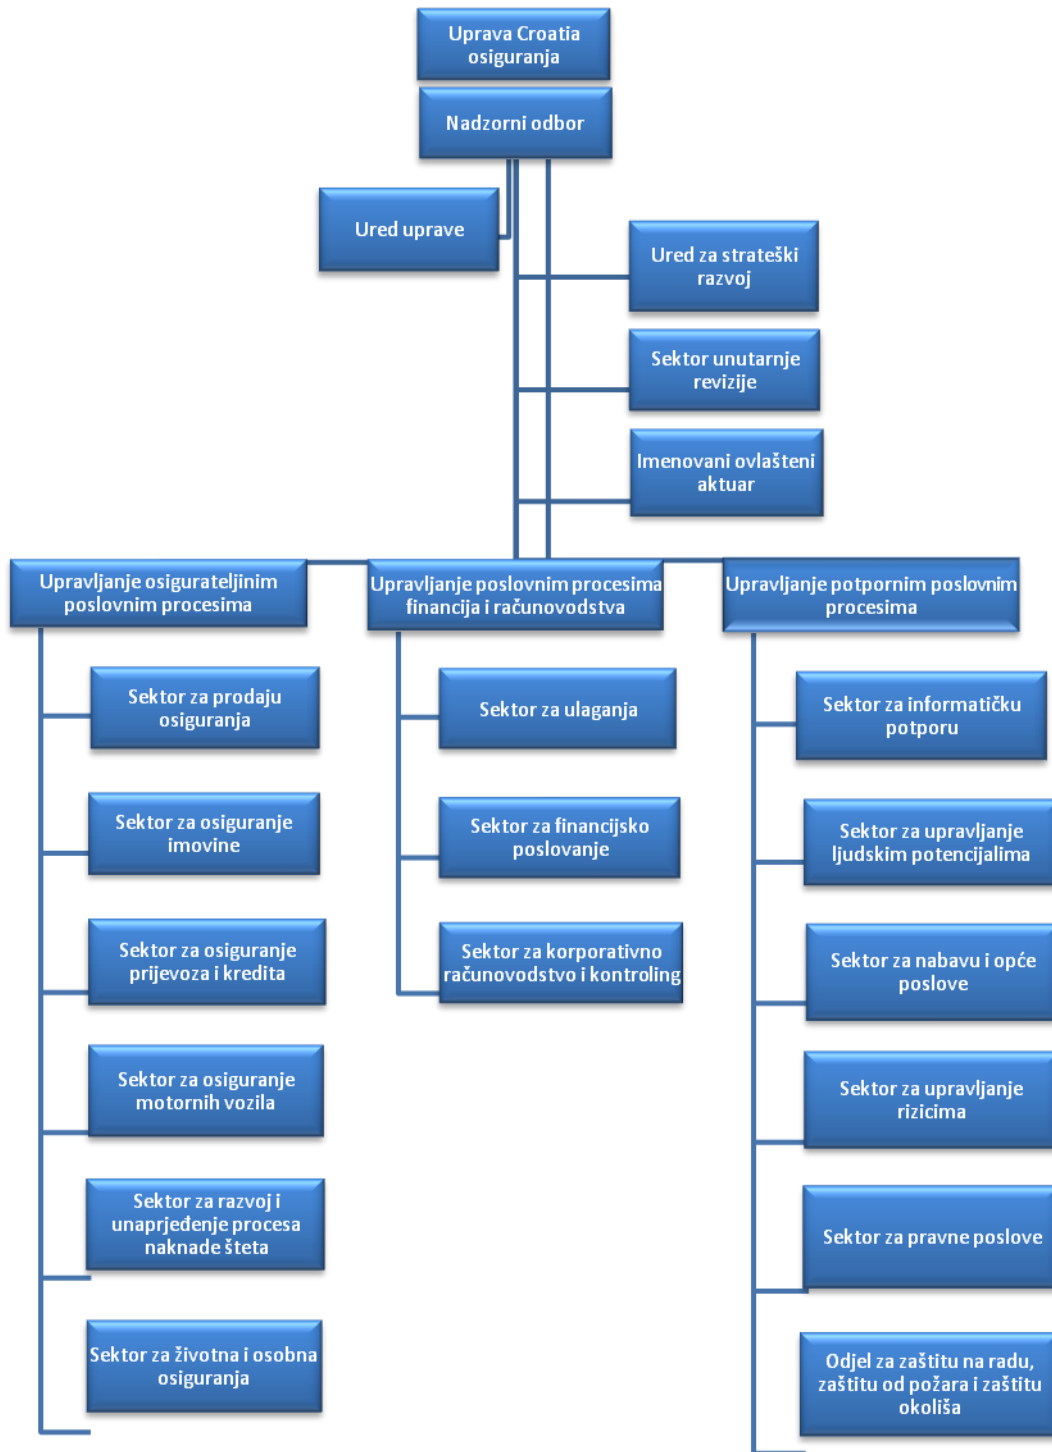 Uprava Croatia
osiguranja
Nadzorni odbor
Ured uprave
Ured za strateški
razvoj
Sektor unutarnje
revizije
Imenovani ovlašteni
aktuar
Upravljanje osigurateljinim
poslovnim procesima
Upravljanje poslovnim procesima
financija i računovodstva
Upravljanje potpornim poslovnim
procesima
Sektor za prodaju
osiguranja
Sektor za osiguranje
imovine
Sektor za osiguranje
prijevoza i kredita
Sektor za osiguranje
motornih vozila
Sektor za razvoj i
unaprjeđenje procesa
naknade šteta
Sektor za životna i osobna
osiguranja
Sektor za ulaganja
Sektor za financijsko
poslovanje
Sektor za korporativno
računovodstvo i kontroling
Sektor za informatičku
potporu
Sektor za upravljanje
ljudskim potencijalima
Sektor za nabavu i opće
poslove
Sektor za upravljanje
rizicima
Sektor za pravne poslove
Odjel za zaštitu na radu,
zaštitu od požara i zaštitu
okoliša